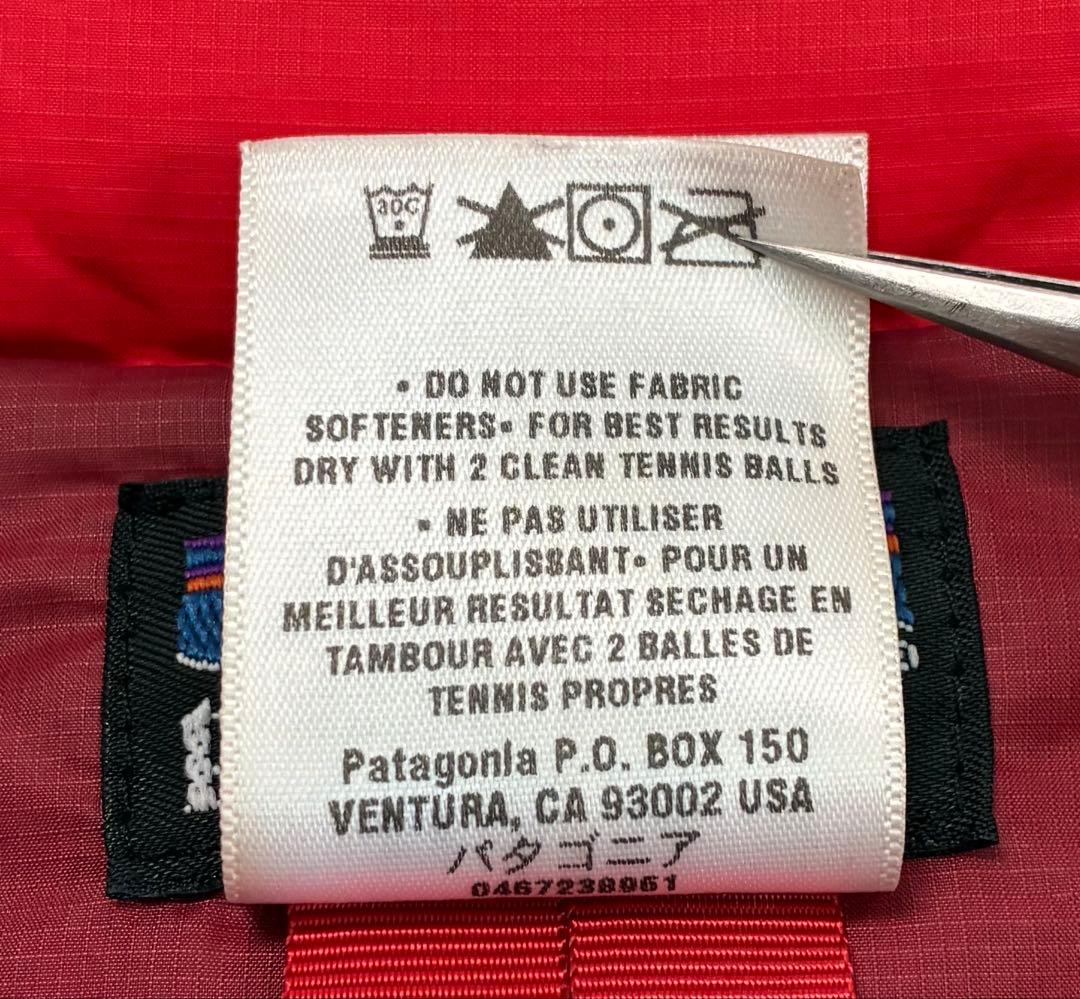 30C
• DO NOT USE FABRIC
SOFTENERS• FOR BEST RESULTS
DRY WITH 2 CLEAN TENNIS BALLS
• NE PAS UTILISER
D'ASSOUPLISSANT• POUR UN
MEILLEUR RESULTAT SECHAGE EN
TAMBOUR AVEC 2 BALLES DE
TENNIS PROPRES
Patagonia P.O. BOX 150
VENTURA, CA 93002 USA
パタゴニア